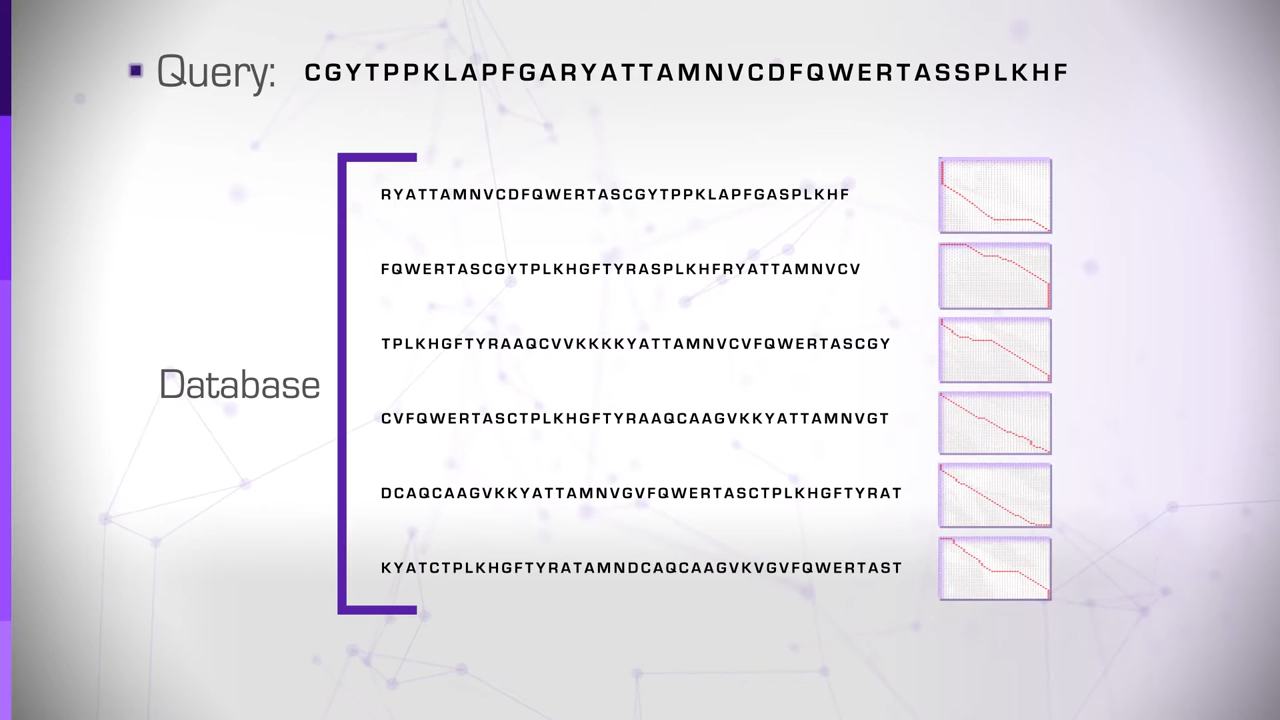 Query: CGYTPPKLAPFGARYATTAMNVCDFQWERTASSPLKHF
RYATTAMNVCDFQWERTASCGYTPPKLAPFGASPLKHF
FQWERTASCGYTPLKHGFTYRASPLKHFRYATTAMNVCV
TPLKHGFTYRAAQCVVKKKKYATTAMNVCVFQWERTASCGY
Database
CVFQWERTASCTPLKHGFTYRAAQCAAGVKKYATTAMNVGT
DCAQCAAGVKKYATTAMNVGVFQWERTASCTPLKHGFTYRAT
KYATCTPLKHGFTYRATAMNDCAQCAAGVKVGVFQWERTAST